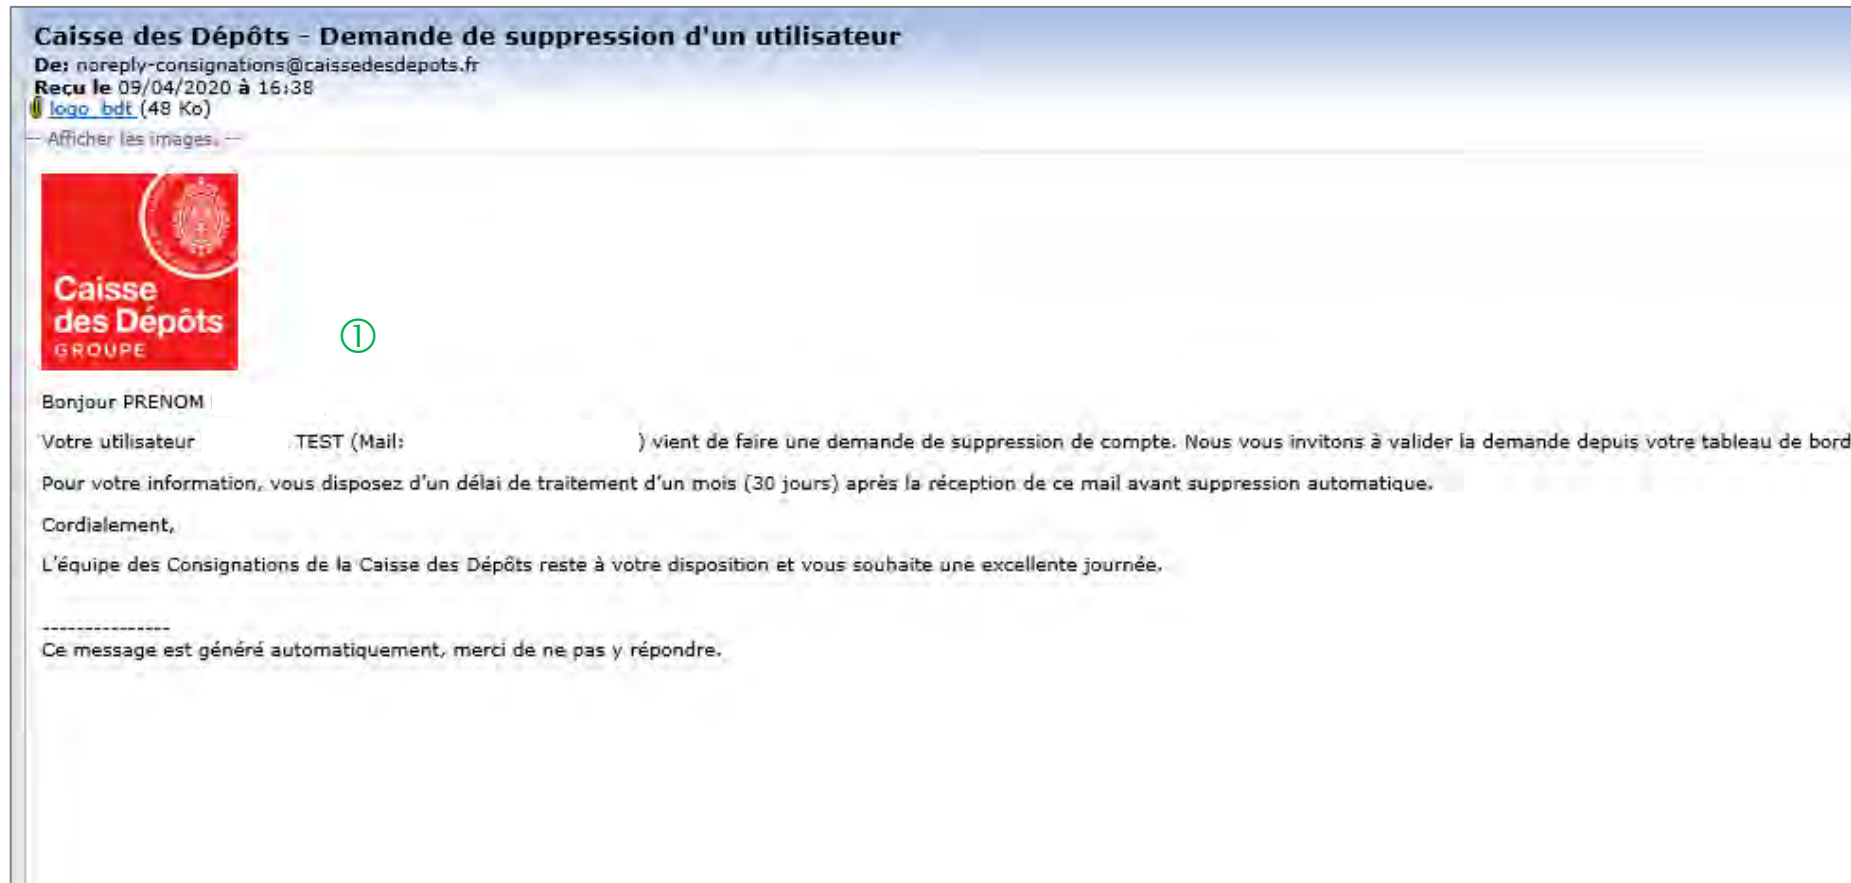 Caisse des Dépôts - Demande de suppression d'un utilisateur
De: noreply-consignations@caissedesdepots.fr
Reçu le 09/04/2020 à 16:38
logo_bdt (48 Ko)
-- Afficher les images. --
Caisse
des Dépôts
GROUPE
①
Bonjour PRENOM
Votre utilisateur TEST (Mail: ) vient de faire une demande de suppression de compte. Nous vous invitons à valider la demande depuis votre tableau de bord
Pour votre information, vous disposez d'un délai de traitement d'un mois (30 jours) après la réception de ce mail avant suppression automatique.
Cordialement,
L'équipe des Consignations de la Caisse des Dépôts reste à votre disposition et vous souhaite une excellente journée.
---------------
Ce message est généré automatiquement, merci de ne pas y répondre.